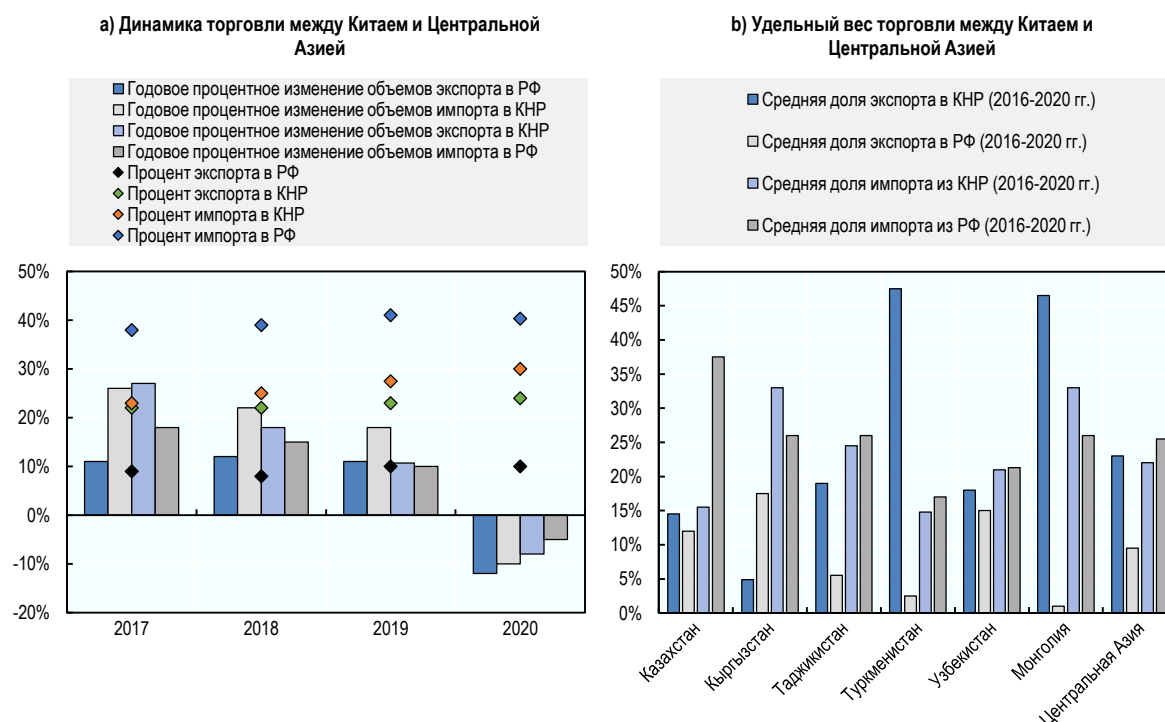 а) Динамика торговли между Китаем и Центральной
Азией
Годовое процентное изменение объемов экспорта в РФ
Годовое процентное изменение объемов импорта в КНР
Годовое процентное изменение объемов экспорта в КНР
Годовое процентное изменение объемов импорта в РФ
Процент экспорта в РФ
Процент экспорта в КНР
Процент импорта в КНР
Процент импорта в РФ
50%
40%
30%
20%
10%
0%
-10%
-20%
2017 2018 2019 2020
b) Удельный вес торговли между Китаем и
Центральной Азией
Средняя доля экспорта в КНР (2016-2020 гг.)
Средняя доля экспорта в РФ (2016-2020 гг.)
Средняя доля импорта из КНР (2016-2020 гг.)
Средняя доля импорта из РФ (2016-2020 гг.)
50%
45%
40%
35%
30%
25%
20%
15%
10%
5%
0%
Казахстан
Кыргызстан
Таджикистан
Туркменистан
Узбекистан
Монголия
Центральная Азия